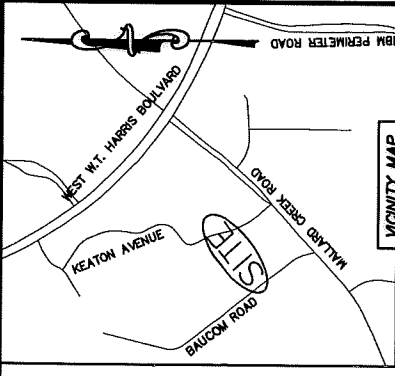 IBM PERIMETER ROAD
WEST W.T. HARRIS BOULVARD
MALLARD CREEK ROAD
KEATON AVENUE
SITE
BAUCOM ROAD
VICINITY MAP